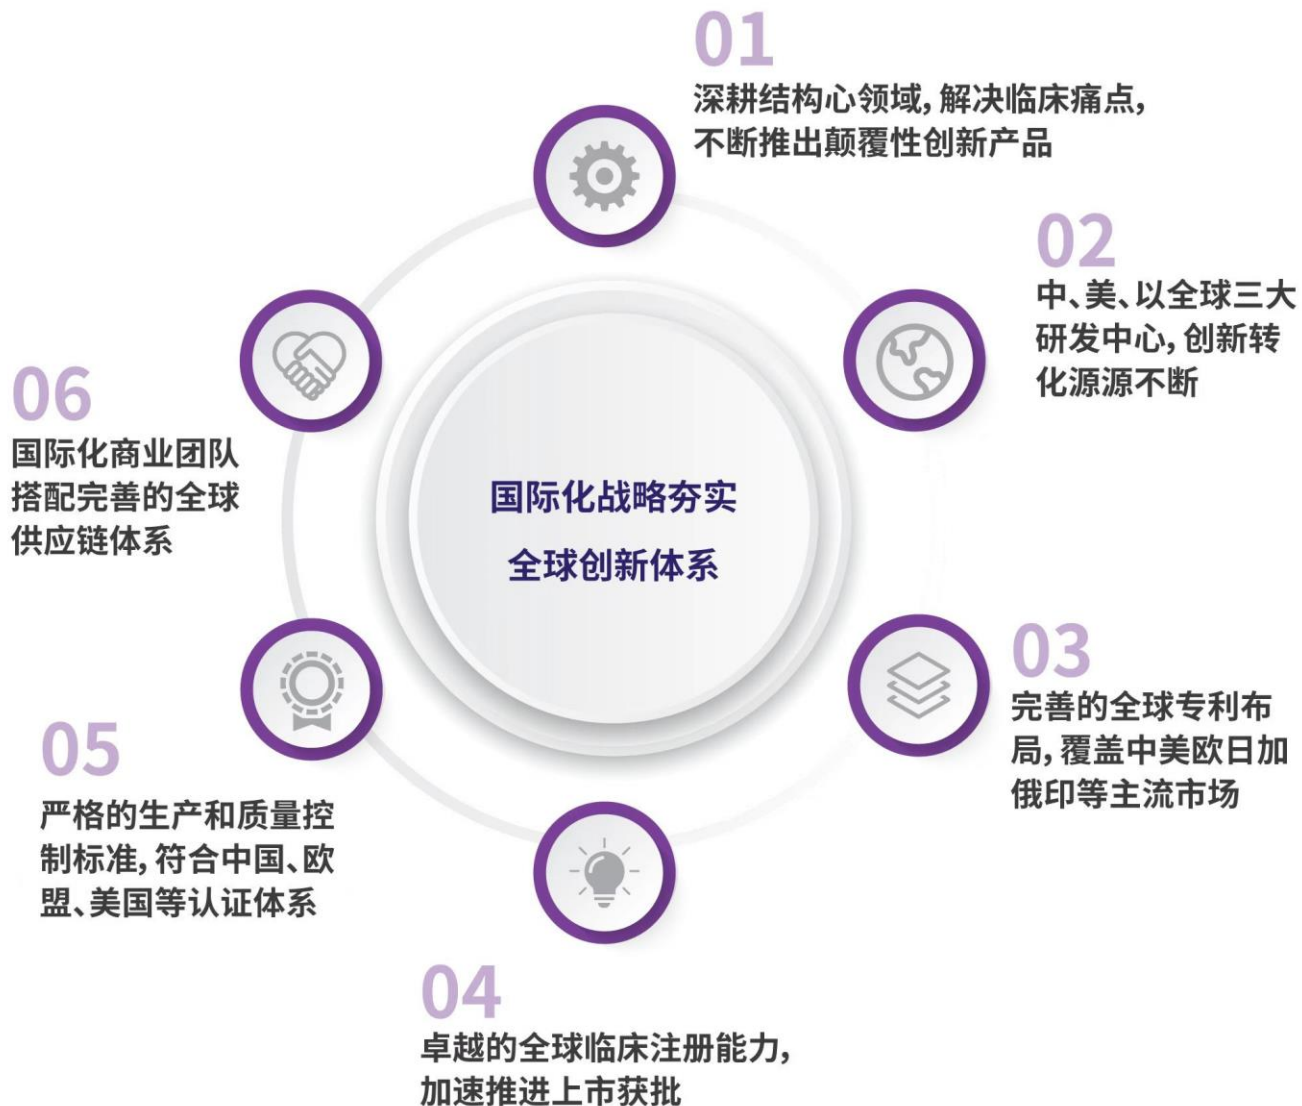 01
深耕结构心领域，解决临床痛点，
不断推出颠覆性创新产品
02
中、美、以全球三大
研发中心，创新转
化源源不断
03
完善的全球专利布
局，覆盖中美欧日加
俄印等主流市场
04
卓越的全球临床注册能力，
加速推进上市获批
05
严格的生产和质量控
制标准，符合中国、欧
盟、美国等认证体系
06
国际化商业团队
搭配完善的全球
供应链体系
国际化战略夯实
全球创新体系